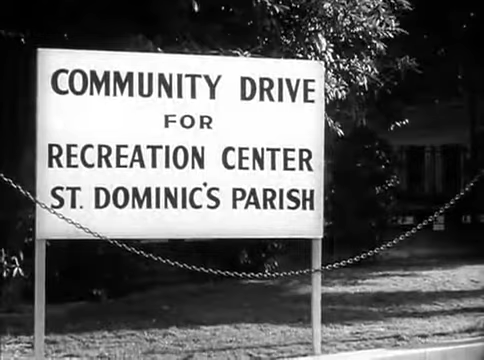 COMMUNITY DRIVE
FOR
RECREATION CENTER
ST. DOMINIC'S PARISH